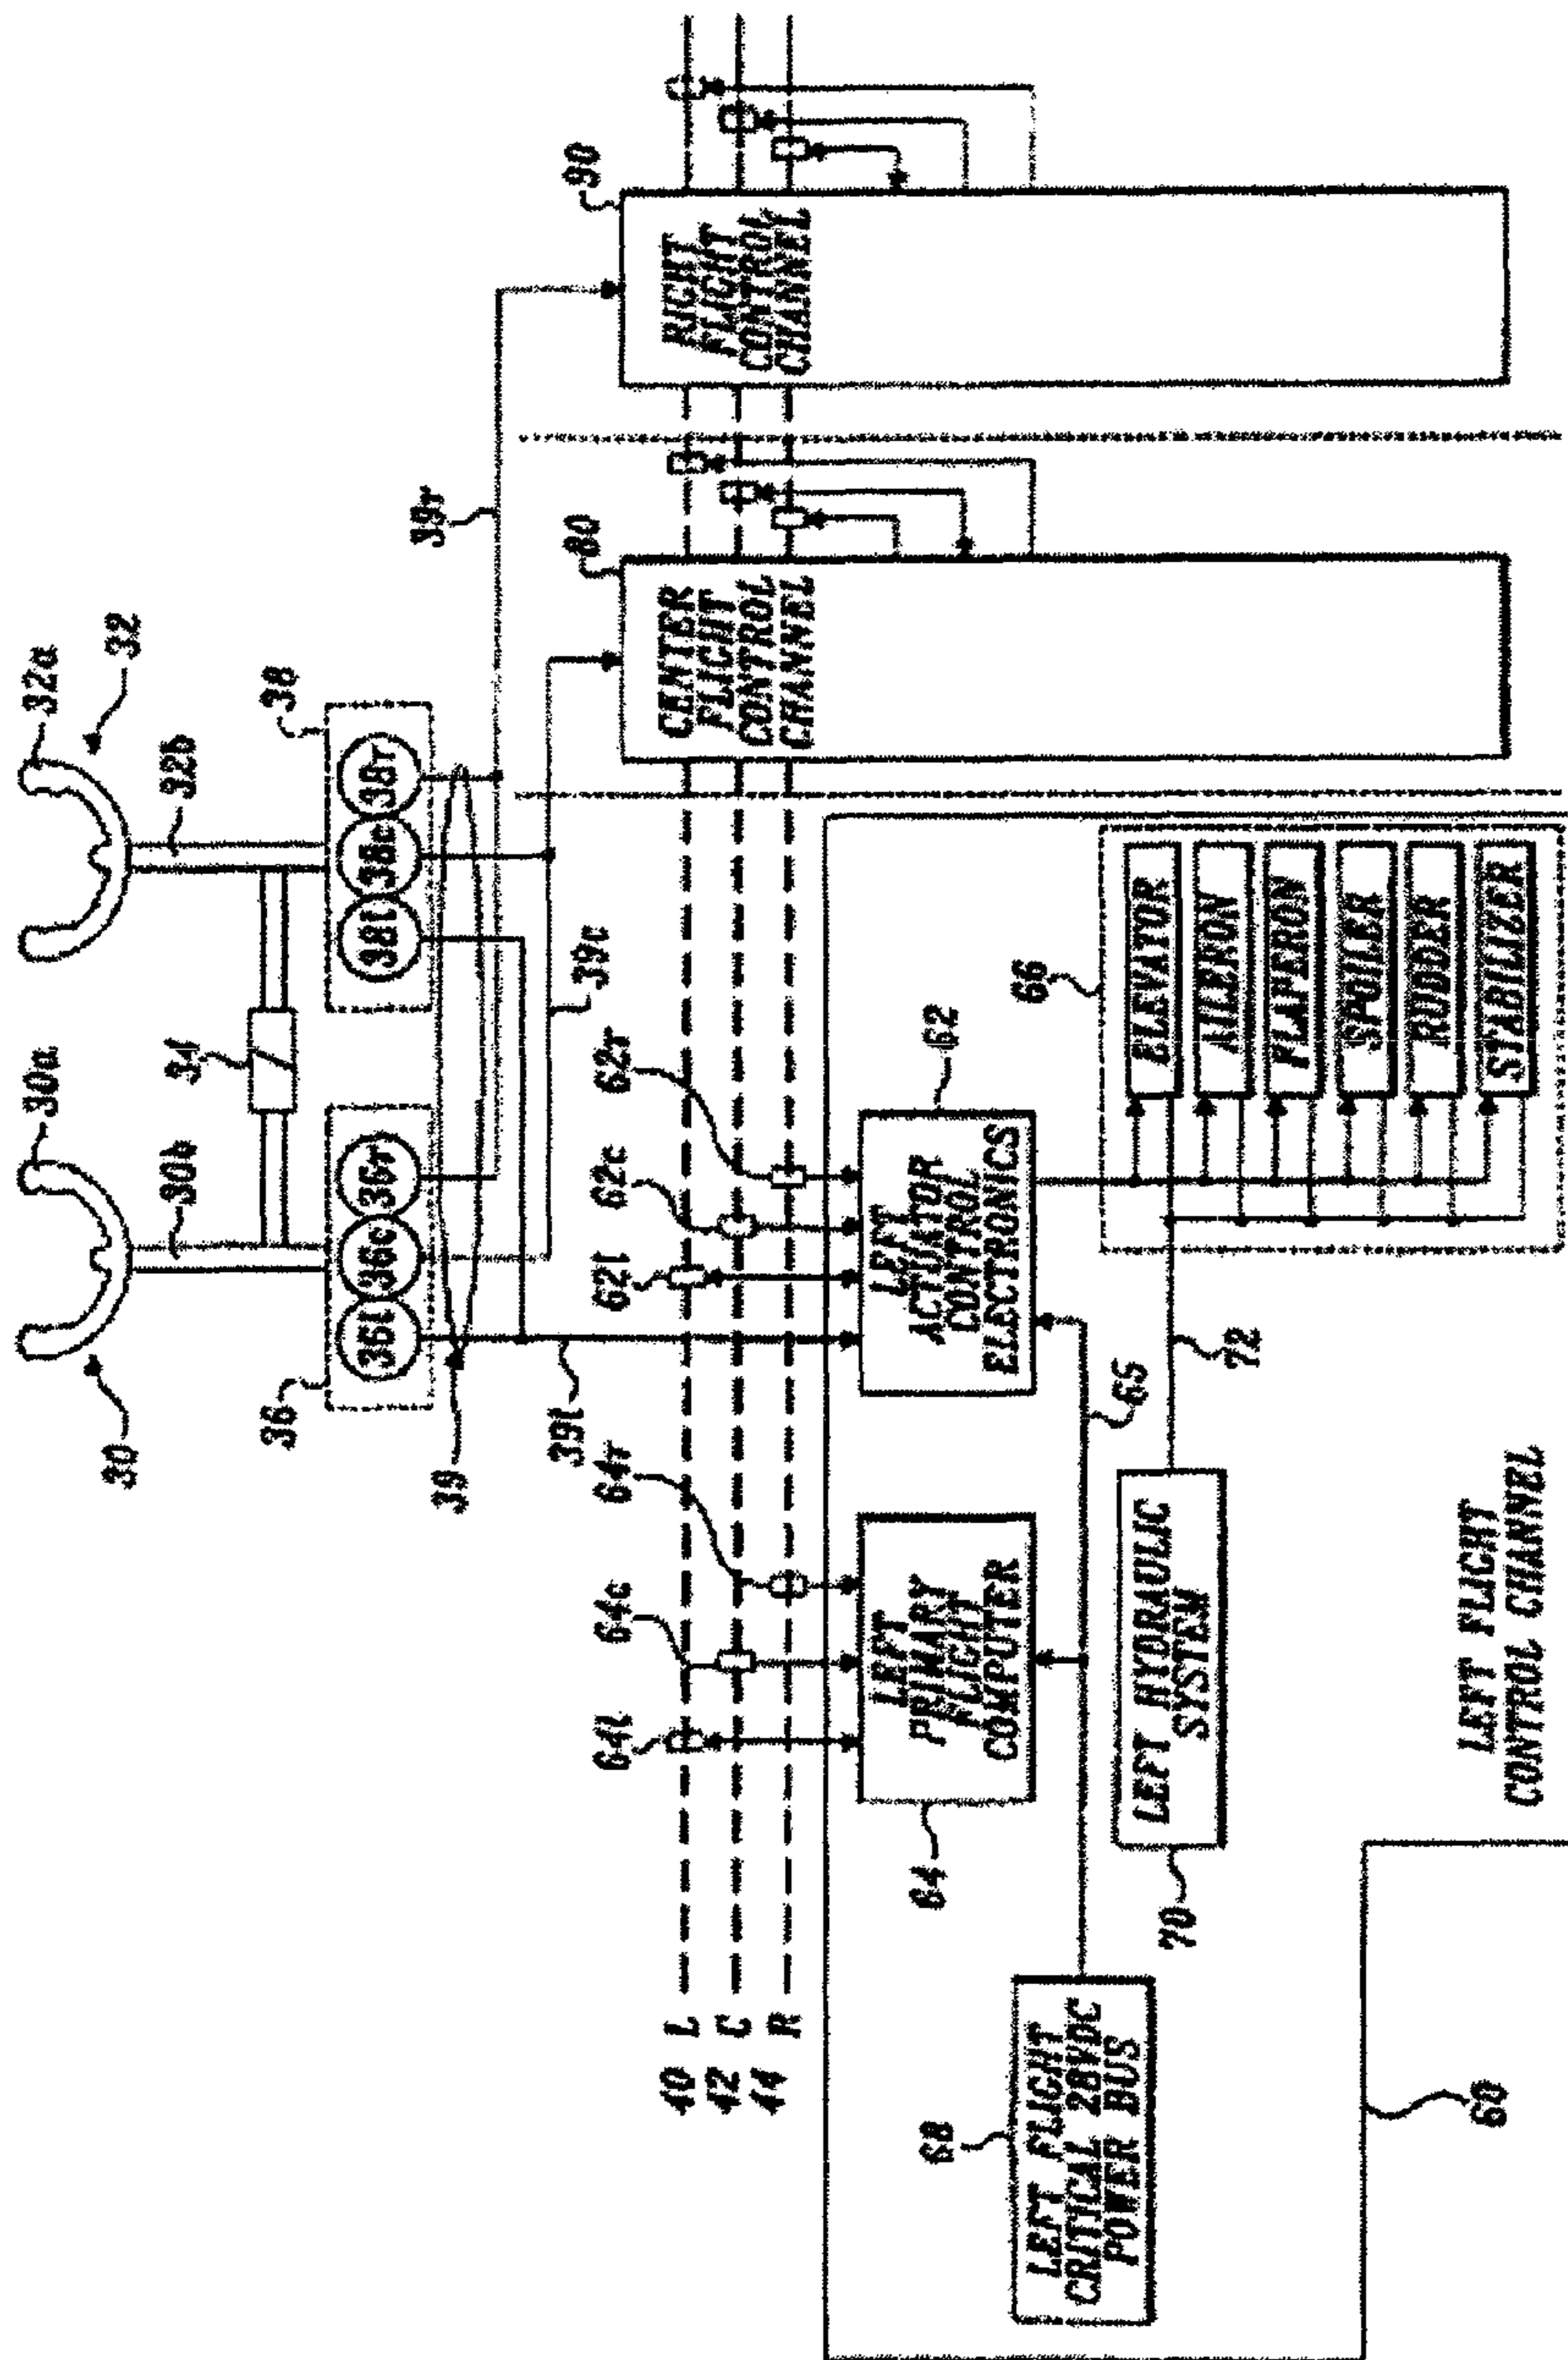 30a
32a
30
32
30b
34
32b
36
38
36l
36c
36r
38l
38c
38r
39
39r
39l
39c
64l
64c
64r
62l
62c
62r
80
90
40 L
42 C
44 R
CENTER
FLIGHT
CONTROL
CHANNEL
RIGHT
FLIGHT
CONTROL
CHANNEL
64
LEFT
PRIMARY
FLIGHT
COMPUTER
LEFT
ACTUATOR
CONTROL
ELECTRONICS
62
68
LEFT FLIGHT
CRITICAL 28VDC
POWER BUS
65
66
70
LEFT HYDRAULIC
SYSTEM
72
ELEVATOR
AILERON
FLAPERON
SPOILER
RUDDER
STABILIZER
60
LEFT FLIGHT
CONTROL CHANNEL